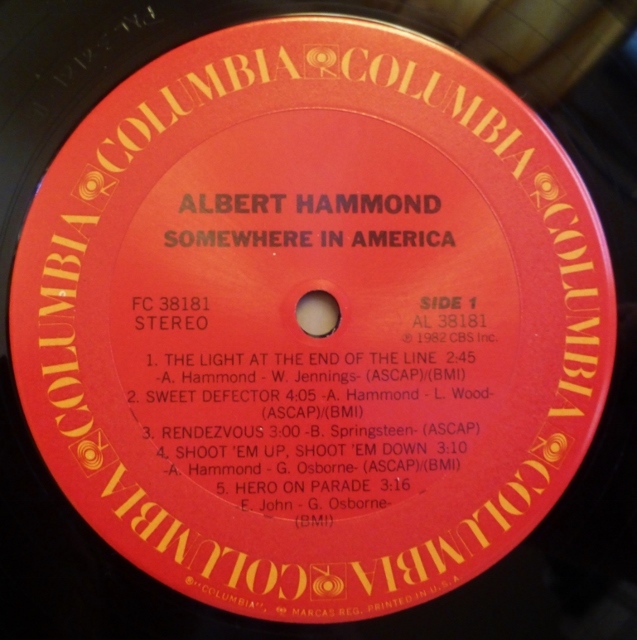 COLUMBIA COLUMBIA COLUMBIA COLUMBIA COLUMBIA COLUMBIA
ALBERT HAMMOND
SOMEWHERE IN AMERICA
FC 38181
STEREO
SIDE 1
AL 38181
℗ 1982 CBS Inc.
1. THE LIGHT AT THE END OF THE LINE 2:45
-A. Hammond - W. Jennings- (ASCAP)/(BMI)
2. SWEET DEFECTOR 4:05 -A. Hammond - L. Wood-
(ASCAP)/(BMI)
3. RENDEZVOUS 3:00 -B. Springsteen- (ASCAP)
4. SHOOT 'EM UP, SHOOT 'EM DOWN 3:10
-A. Hammond - G. Osborne- (ASCAP)/(BMI)
5. HERO ON PARADE 3:16
-E. John - G. Osborne-
(BMI)
®"COLUMBIA", MARCAS REG. PRINTED IN U.S.A.